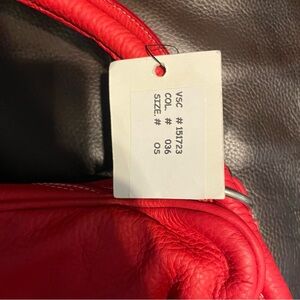 VSC # 151723
COL. # 036
SIZE. # OS